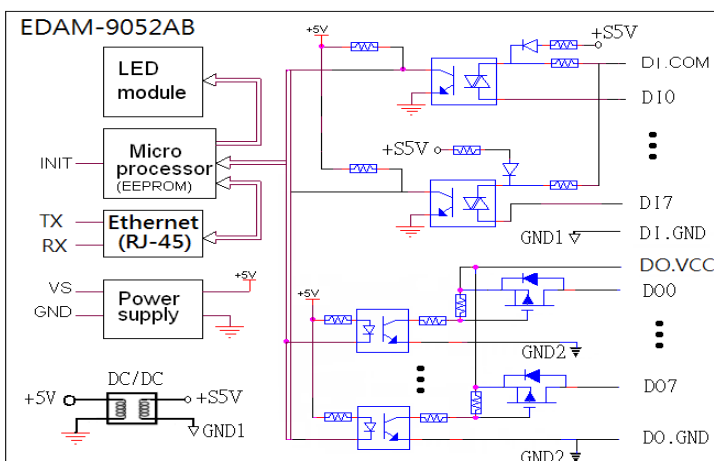 EDAM-9052AB
LED
module
INIT
Micro
processor
(EEPROM)
TX
RX
Ethernet
(RJ-45)
VS
GND
Power
supply
+5V
DC/DC
+5V
+S5V
GND1
+5V
+S5V
DI.COM
DI0
+S5V
DI7
GND1
DI.GND
DO.VCC
+5V
DO0
GND2
DO7
DO.GND
GND2